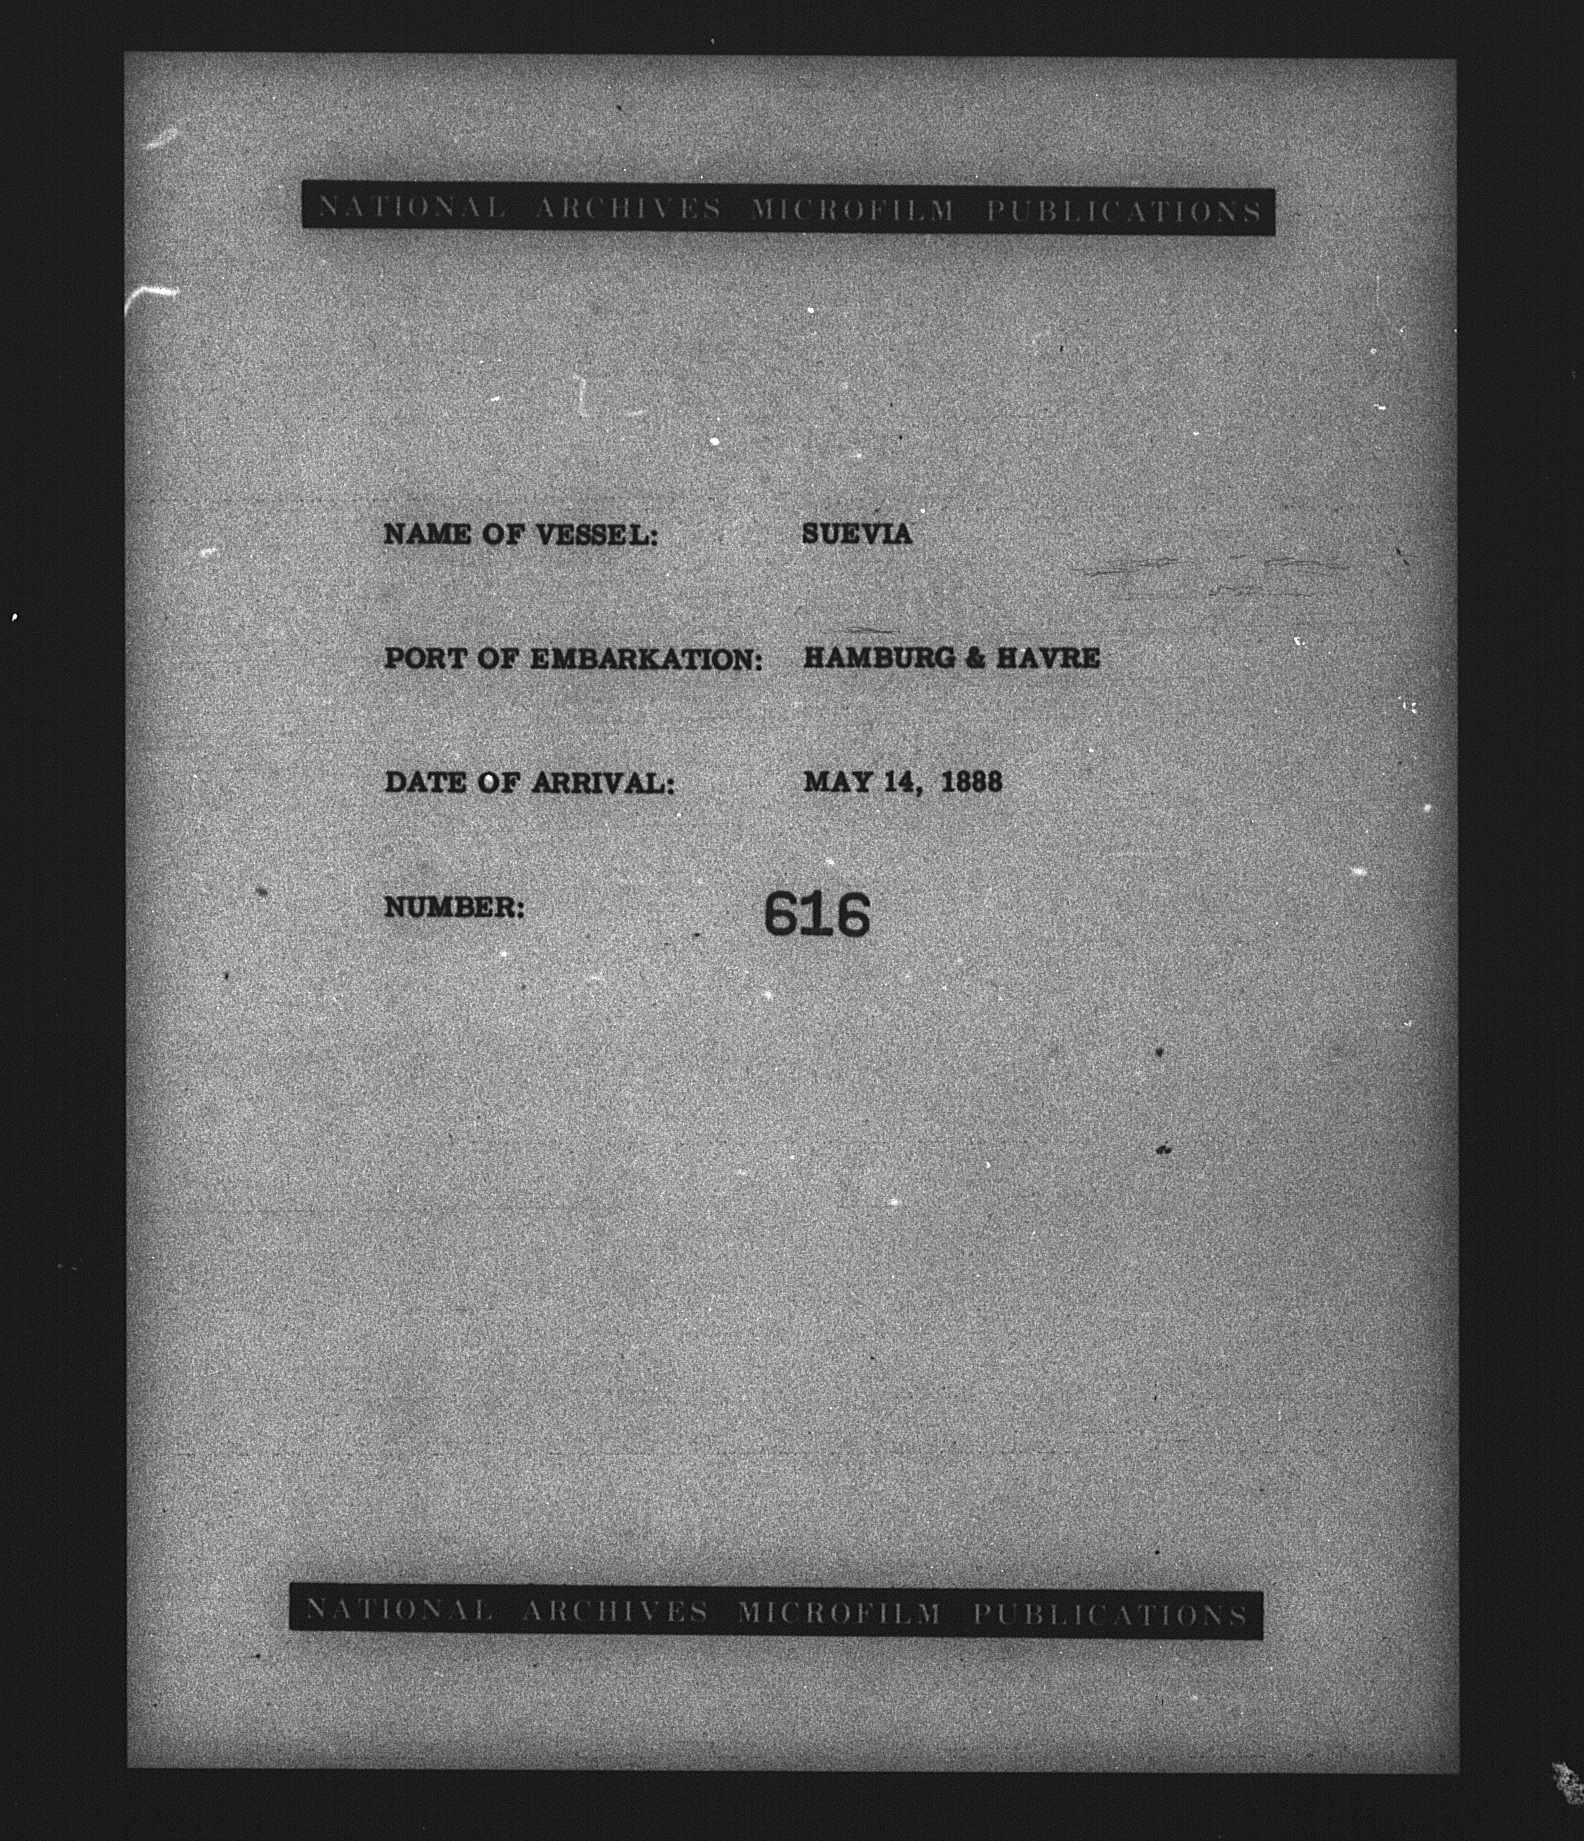 NATIONAL ARCHIVES MICROFILM PUBLICATIONS
NAME OF VESSEL: SUEVIA
PORT OF EMBARKATION: HAMBURG & HAVRE
DATE OF ARRIVAL: MAY 14, 1888
NUMBER: 616
NATIONAL ARCHIVES MICROFILM PUBLICATIONS